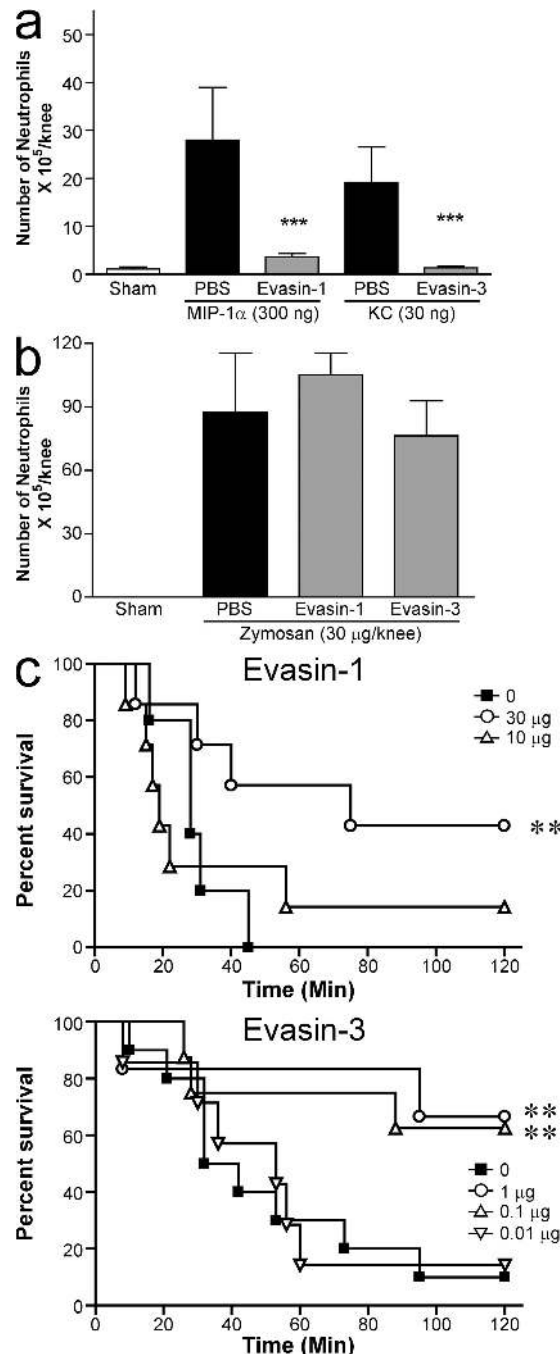 a
Number of Neutrophils
X 10⁵/knee
50
40
30
20
10
0
***
***
Sham
PBS
Evasin-1
PBS
Evasin-3
MIP-1α (300 ng)
KC (30 ng)
b
Number of Neutrophils
X 10⁵/knee
120
90
60
30
0
Sham
PBS
Evasin-1
Evasin-3
Zymosan (30 μg/knee)
c
Evasin-1
Percent survival
100
80
60
40
20
0
0
30 μg
10 μg
**
0 20 40 60 80 100 120
Time (Min)
Evasin-3
Percent survival
100
80
60
40
20
0
**
**
0
1 μg
0.1 μg
0.01 μg
0 20 40 60 80 100 120
Time (Min)